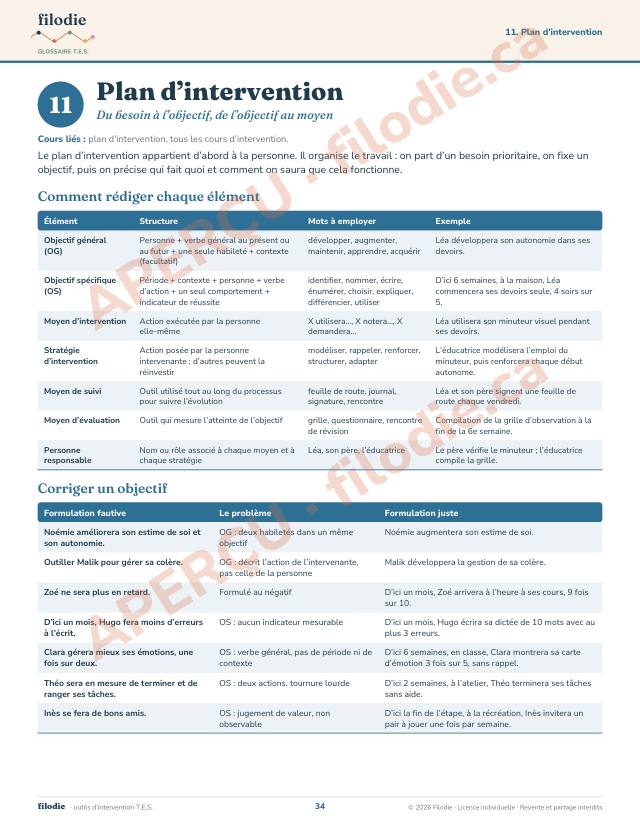 filodie
GLOSSAIRE T.E.S.
11. Plan d'intervention
11
Plan d'intervention
Du besoin à l'objectif, de l'objectif au moyen
Cours liés : plan d'intervention, tous les cours d'intervention.
Le plan d'intervention appartient d'abord à la personne. Il organise le travail : on part d'un besoin prioritaire, on fixe un
objectif, puis on précise qui fait quoi et comment on saura que cela fonctionne.
Comment rédiger chaque élément
Élément Structure Mots à employer Exemple
Objectif général Personne + verbe général au présent ou développer, augmenter, Léa développera son autonomie dans ses
(OG) au futur + une seule habileté + contexte maintenir, apprendre, acquérir devoirs.
(facultatif)
Objectif spécifique Période + contexte + personne + verbe identifier, nommer, écrire, D'ici 6 semaines, à la maison, Léa
(OS) d'action + un seul comportement + énumérer, choisir, expliquer, commencera ses devoirs seule, 4 soirs sur
indicateur de réussite différencier, utiliser 5.
Moyen d'intervention Action exécutée par la personne X utilisera…, X notera…, X Léa utilisera son minuteur visuel pendant
elle-même demandera… ses devoirs.
Stratégie Action posée par la personne modéliser, rappeler, renforcer, L'éducatrice modélisera l'emploi du
d'intervention intervenante ; d'autres peuvent la structurer, adapter minuteur, puis renforcera chaque début
réinvestir autonome.
Moyen de suivi Outil utilisé tout au long du processus feuille de route, journal, Léa et son père signent une feuille de
pour suivre l'évolution signature, rencontre route chaque vendredi.
Moyen d'évaluation Outil qui mesure l'atteinte de l'objectif grille, questionnaire, rencontre Compilation de la grille d'observation à la
de révision fin de la 6e semaine.
Personne Nom ou rôle associé à chaque moyen et à Léa, son père, l'éducatrice Le père vérifie le minuteur ; l'éducatrice
responsable chaque stratégie compile la grille.
Corriger un objectif
Formulation fautive Le problème Formulation juste
Noémie améliorera son estime de soi et OG : deux habiletés dans un même Noémie augmentera son estime de soi.
son autonomie. objectif
Outiller Malik pour gérer sa colère. OG : décrit l'action de l'intervenante, Malik développera la gestion de sa colère.
pas celle de la personne
Zoé ne sera plus en retard. Formulé au négatif D'ici un mois, Zoé arrivera à l'heure à ses cours, 9 fois
sur 10.
D'ici un mois, Hugo fera moins d'erreurs OS : aucun indicateur mesurable D'ici un mois, Hugo écrira sa dictée de 10 mots avec au
à l'écrit. plus 3 erreurs.
Clara gérera mieux ses émotions, une OS : verbe général, pas de période ni de D'ici 6 semaines, en classe, Clara montrera sa carte
fois sur deux. contexte d'émotion 3 fois sur 5, sans rappel.
Théo sera en mesure de terminer et de OS : deux actions, tournure lourde D'ici 2 semaines, à l'atelier, Théo terminera ses tâches
ranger ses tâches. sans aide.
Inès se fera de bons amis. OS : jugement de valeur, non D'ici la fin de l'étape, à la récréation, Inès invitera un
observable pair à jouer une fois par semaine.
APERÇU · filodie.ca
APERÇU · filodie.ca
filodie · outils d'intervention T.E.S. 34 © 2026 Filodie · Licence individuelle · Revente et partage interdits